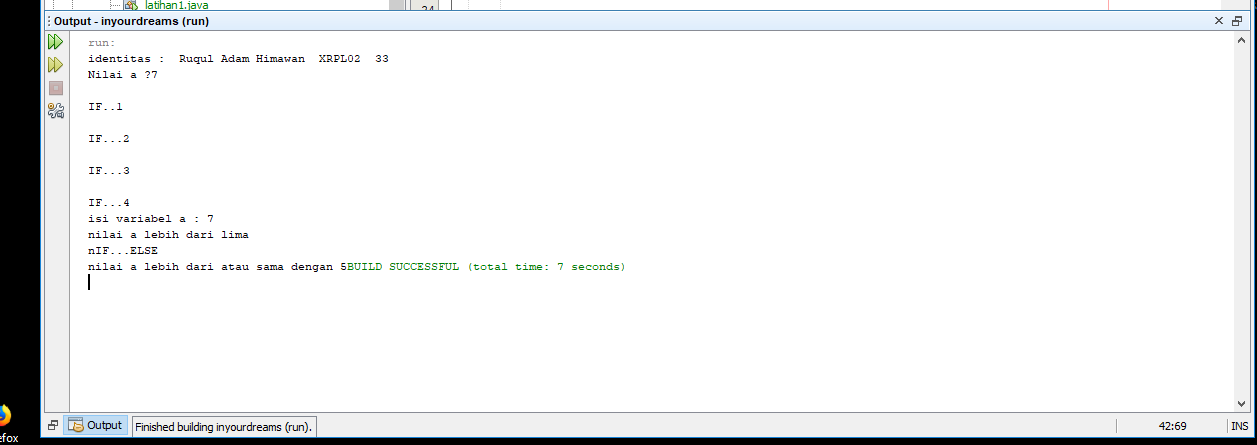 latihan1.java
24
Output - inyourdreams (run)
run:
identitas :  Ruqul Adam Himawan  XRPL02  33
Nilai a ?7
IF..1
IF...2
IF...3
IF...4
isi variabel a : 7
nilai a lebih dari lima
nIF...ELSE
nilai a lebih dari atau sama dengan 5BUILD SUCCESSFUL (total time: 7 seconds)
Output
Finished building inyourdreams (run).
42:69
INS
efox